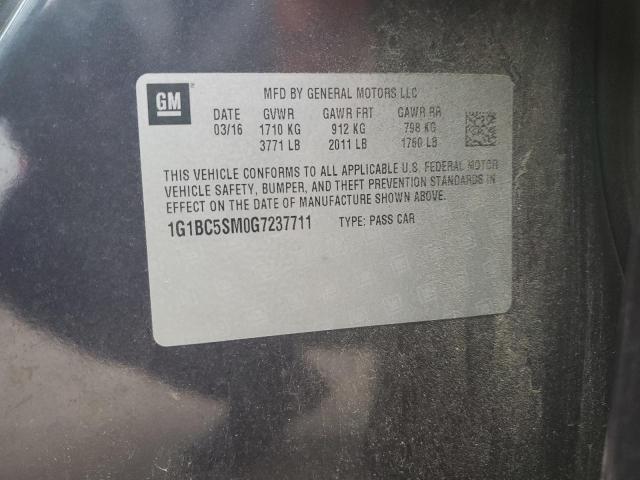 GM
MFD BY GENERAL MOTORS LLC
DATE GVWR GAWR FRT GAWR RR
03/16 1710 KG 912 KG 798 KG
3771 LB 2011 LB 1760 LB
THIS VEHICLE CONFORMS TO ALL APPLICABLE U.S. FEDERAL MOTOR
VEHICLE SAFETY, BUMPER, AND THEFT PREVENTION STANDARDS IN
EFFECT ON THE DATE OF MANUFACTURE SHOWN ABOVE.
1G1BC5SM0G7237711 TYPE: PASS CAR